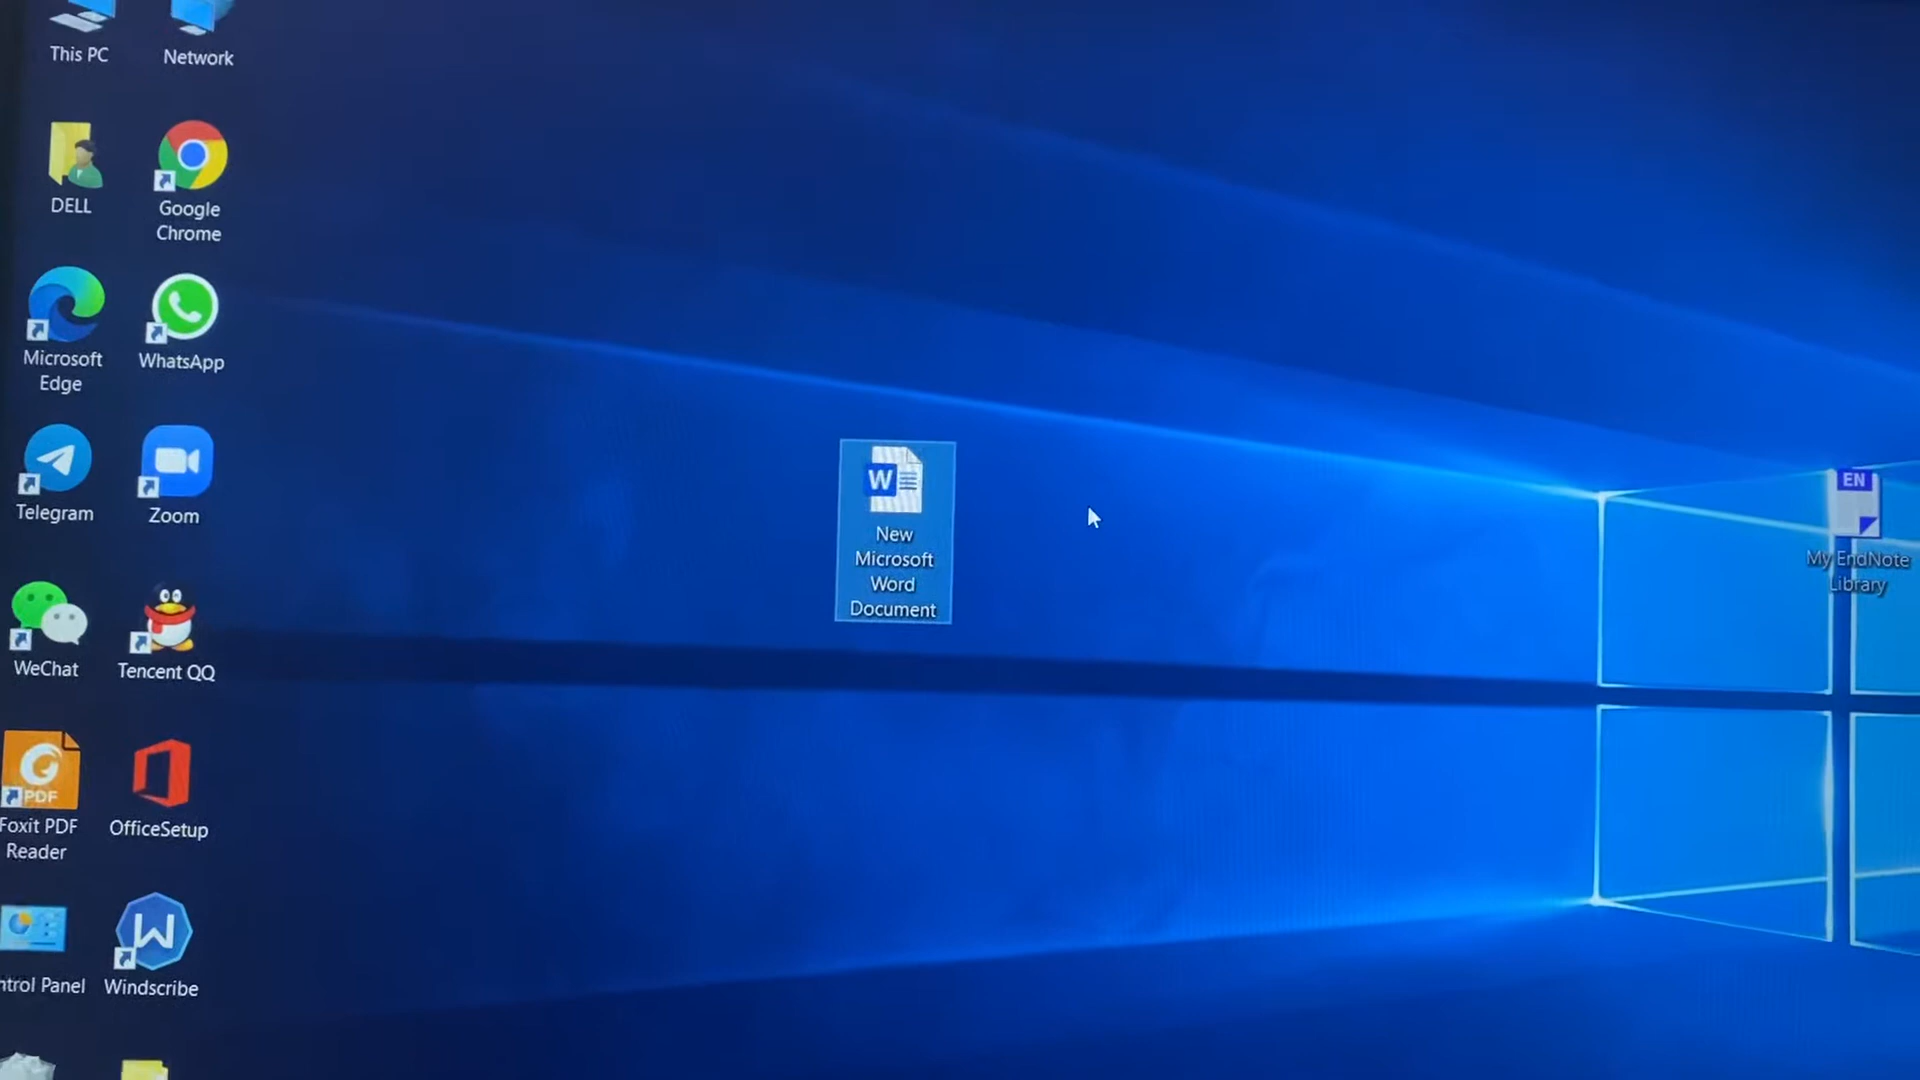 This PC
Network
DELL
Google
Chrome
Microsoft
Edge
WhatsApp
Telegram
Zoom
WeChat
Tencent QQ
PDF
Foxit PDF
Reader
OfficeSetup
ntrol Panel
W
Windscribe
W
New
Microsoft
Word
Document
EN
My EndNote
Library